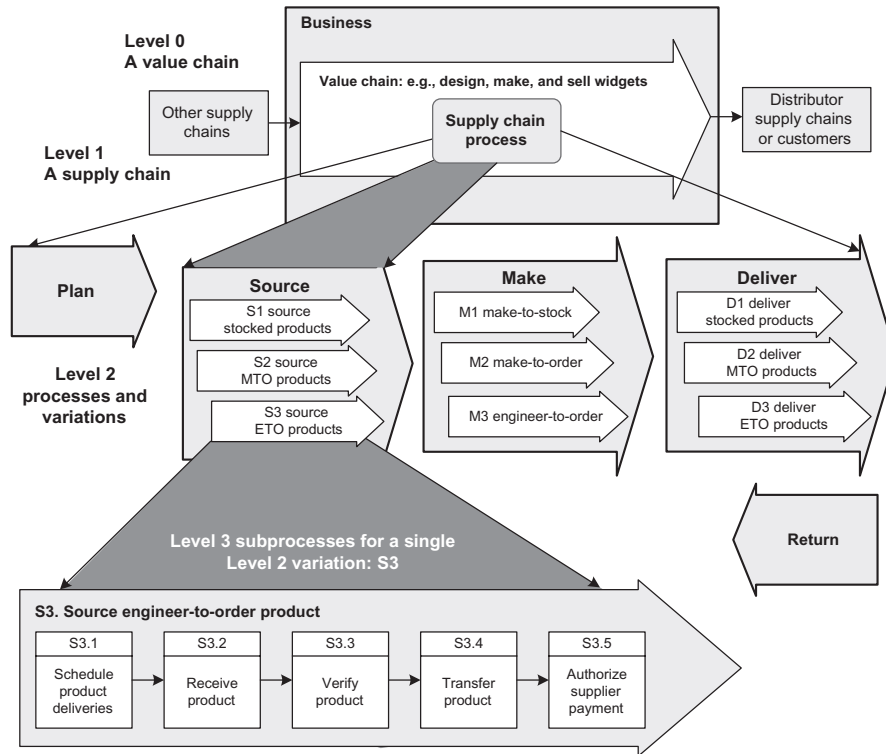 Business
Level 0
A value chain
Value chain: e.g., design, make, and sell widgets
Other supply
chains
Supply chain
process
Distributor
supply chains
or customers
Level 1
A supply chain
Plan
Source
S1 source
stocked products
S2 source
MTO products
S3 source
ETO products
Make
M1 make-to-stock
M2 make-to-order
M3 engineer-to-order
Deliver
D1 deliver
stocked products
D2 deliver
MTO products
D3 deliver
ETO products
Level 2
processes and
variations
Level 3 subprocesses for a single
Level 2 variation: S3
Return
S3. Source engineer-to-order product
S3.1
Schedule
product
deliveries
S3.2
Receive
product
S3.3
Verify
product
S3.4
Transfer
product
S3.5
Authorize
supplier
payment